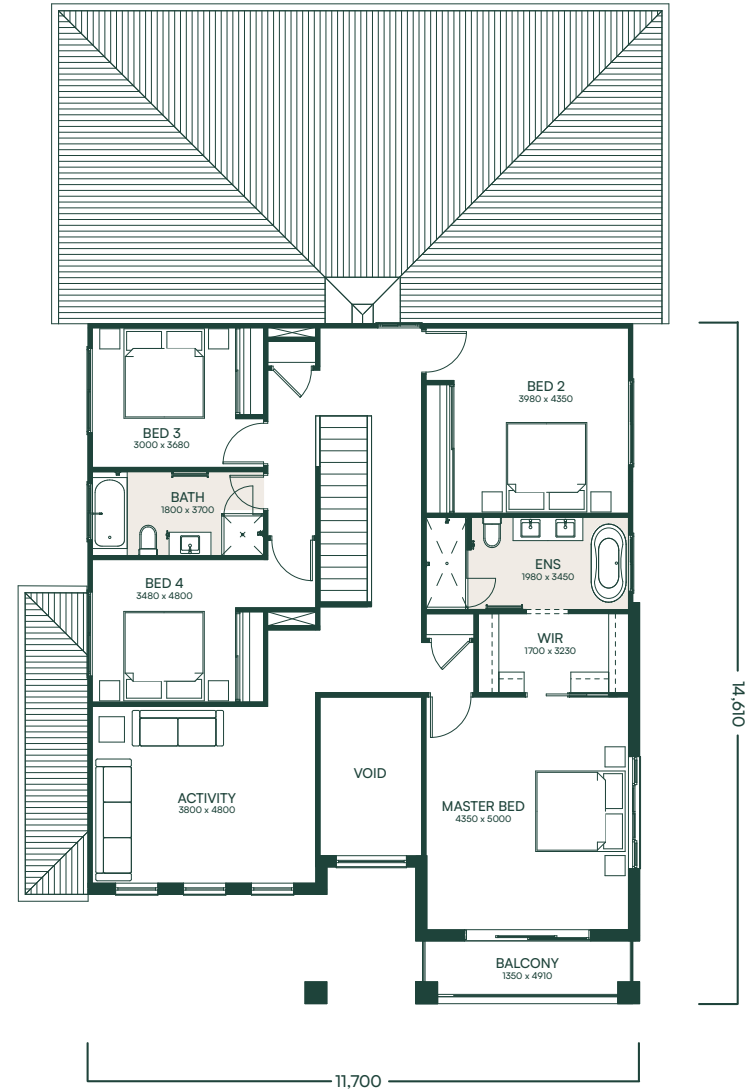 BED 2
3980 x 4350
BED 3
3000 x 3680
BATH
1800 x 3700
ENS
1980 x 3450
BED 4
3480 x 4800
WIR
1700 x 3230
14,610
VOID
ACTIVITY
3800 x 4800
MASTER BED
4350 x 5000
BALCONY
1350 x 4910
11,700